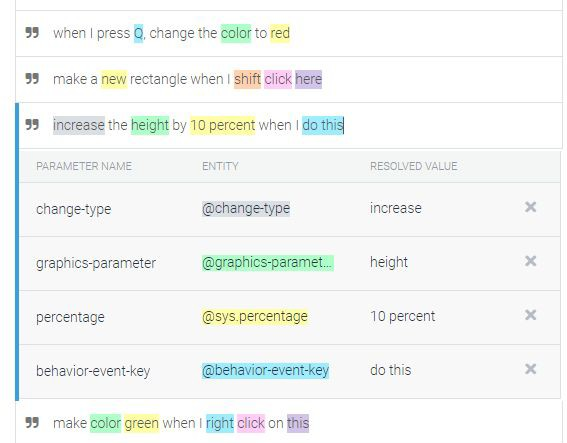 when I press Q, change the color to red
make a new rectangle when I shift click here
increase the height by 10 percent when I do this
PARAMETER NAME ENTITY RESOLVED VALUE
change-type @change-type increase
graphics-parameter @graphics-paramet... height
percentage @sys.percentage 10 percent
behavior-event-key @behavior-event-key do this
make color green when I right click on this